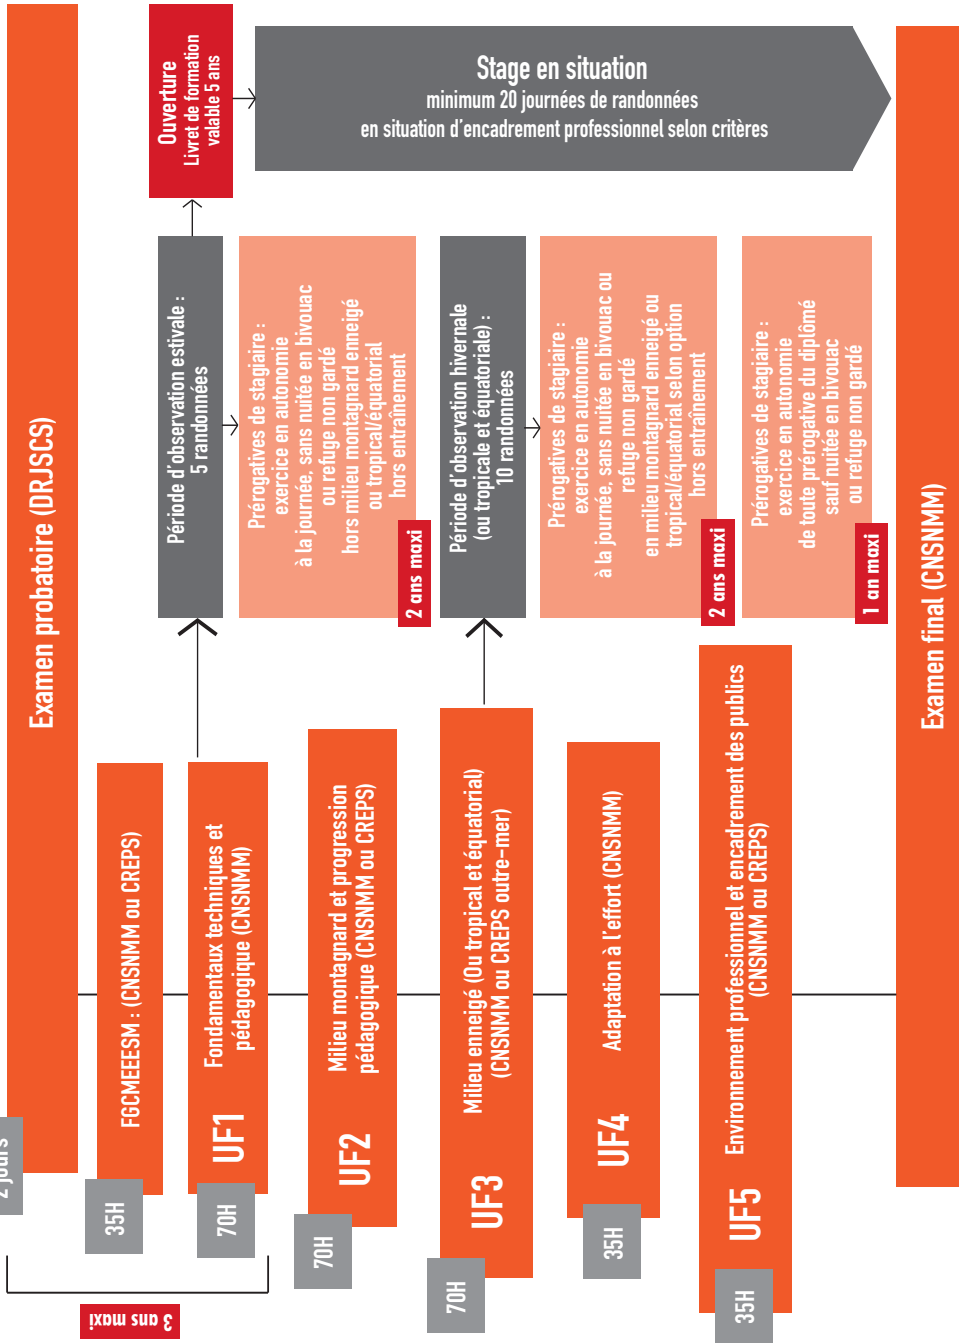 Examen probatoire (DRJSCS)
2 jours
3 ans maxi
FGCMEEESM : (CNSNMM ou CREPS)
35H
UF1
Fondamentaux techniques et
pédagogique (CNSNMM)
70H
Période d'observation estivale :
5 randonnées
Ouverture
Livret de formation
valable 5 ans
Stage en situation
minimum 20 journées de randonnées
en situation d'encadrement professionnel selon critères
Prérogatives de stagiaire :
exercice en autonomie
à la journée, sans nuitée en bivouac
ou refuge non gardé
hors milieu montagnard enneigé
ou tropical/équatorial
hors entraînement
2 ans maxi
UF2
Milieu montagnard et progression
pédagogique (CNSNMM ou CREPS)
70H
UF3
Milieu enneigé (Ou tropical et équatorial)
(CNSNMM ou CREPS outre-mer)
70H
Période d'observation hivernale
(ou tropicale et équatoriale) :
10 randonnées
Prérogatives de stagiaire :
exercice en autonomie
à la journée, sans nuitée en bivouac ou
refuge non gardé
en milieu montagnard enneigé ou
tropical/équatorial selon option
hors entraînement
2 ans maxi
UF4
Adaptation à l'effort (CNSNMM)
35H
UF5
Environnement professionnel et encadrement des publics
(CNSNMM ou CREPS)
35H
Prérogatives de stagiaire :
exercice en autonomie
de toute prérogative du diplômé
sauf nuitée en bivouac
ou refuge non gardé
1 an maxi
Examen final (CNSNMM)